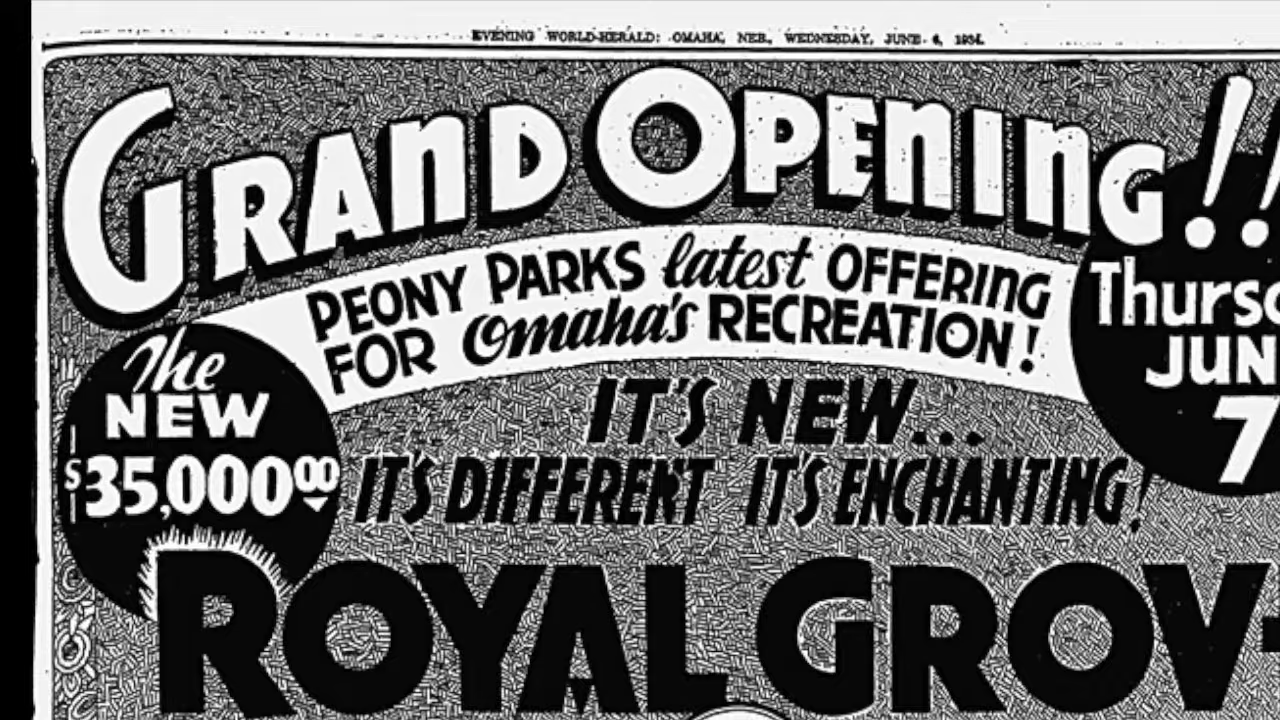 EVENING WORLD-HERALD: OMAHA, NEB., WEDNESDAY, JUNE 6, 1934.
GRAND OPENING!!
PEONY PARKS latest OFFERING
FOR Omaha's RECREATION!
Thurs
JUN
7
The
NEW
$35,000.00
IT'S NEW...
IT'S DIFFERENT IT'S ENCHANTING!
ROYAL GROV